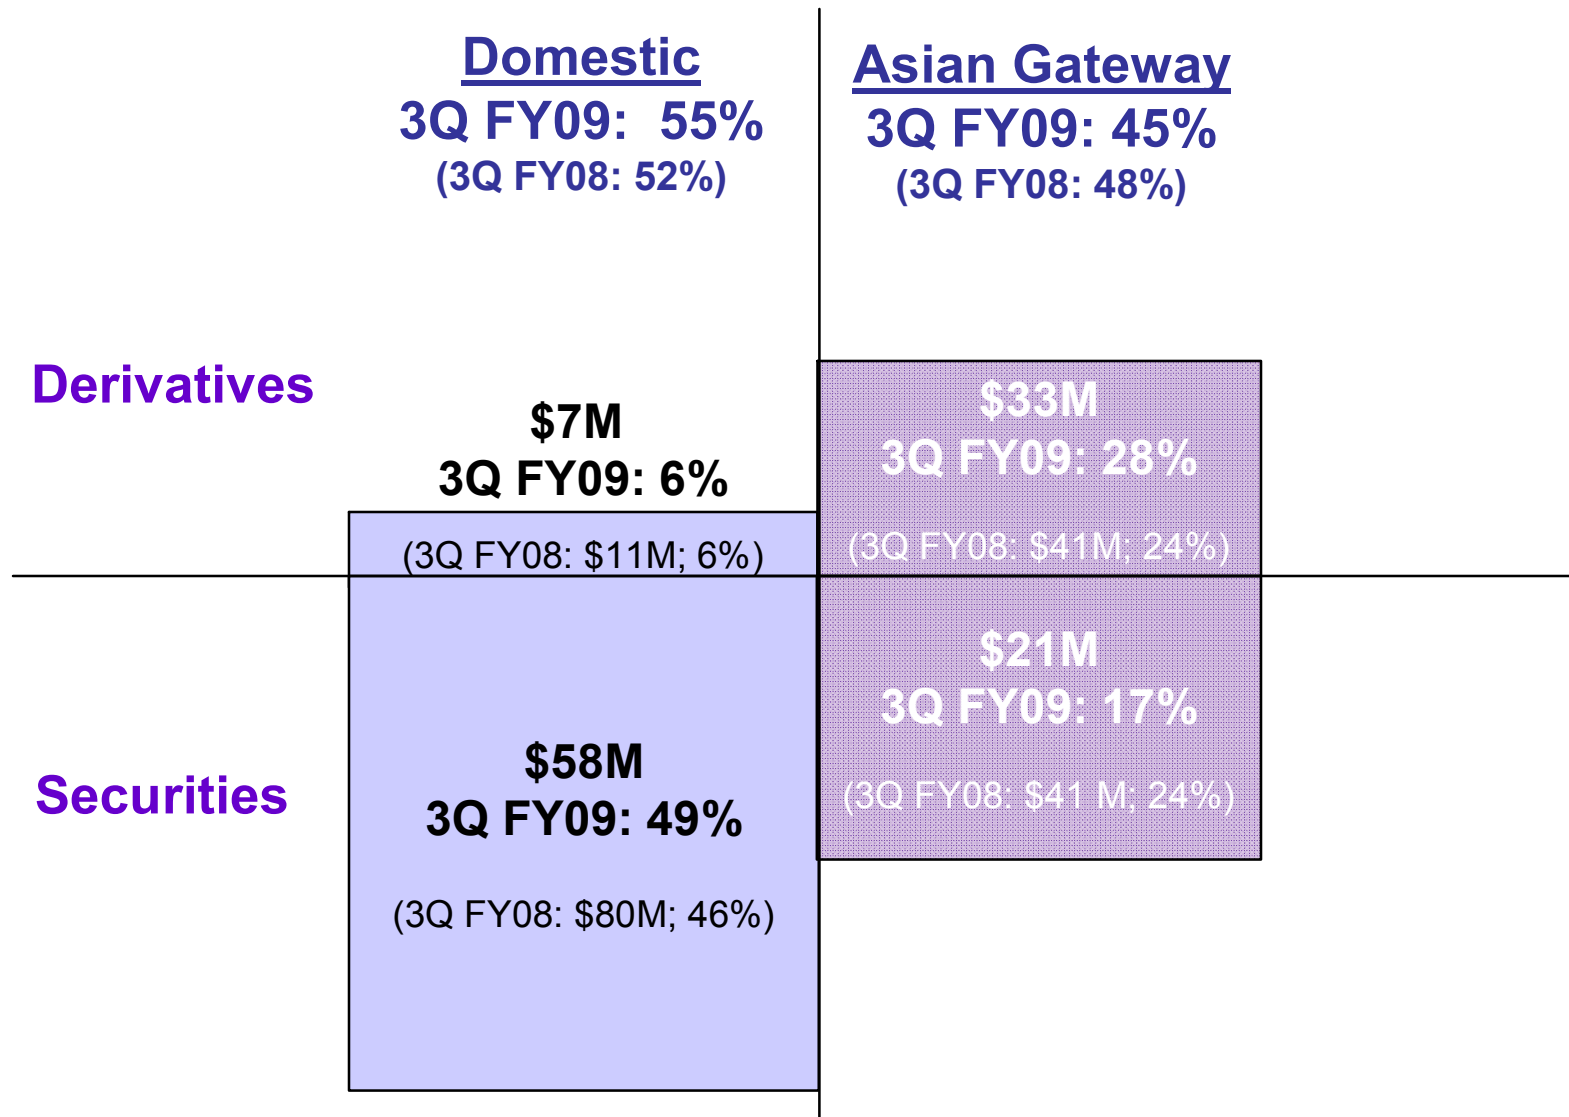 Domestic
3Q FY09: 55%
(3Q FY08: 52%)
Asian Gateway
3Q FY09: 45%
(3Q FY08: 48%)
Derivatives
$7M
3Q FY09: 6%
(3Q FY08: $11M; 6%)
$33M
3Q FY09: 28%
(3Q FY08: $41M; 24%)
Securities
$58M
3Q FY09: 49%
(3Q FY08: $80M; 46%)
$21M
3Q FY09: 17%
(3Q FY08: $41 M; 24%)